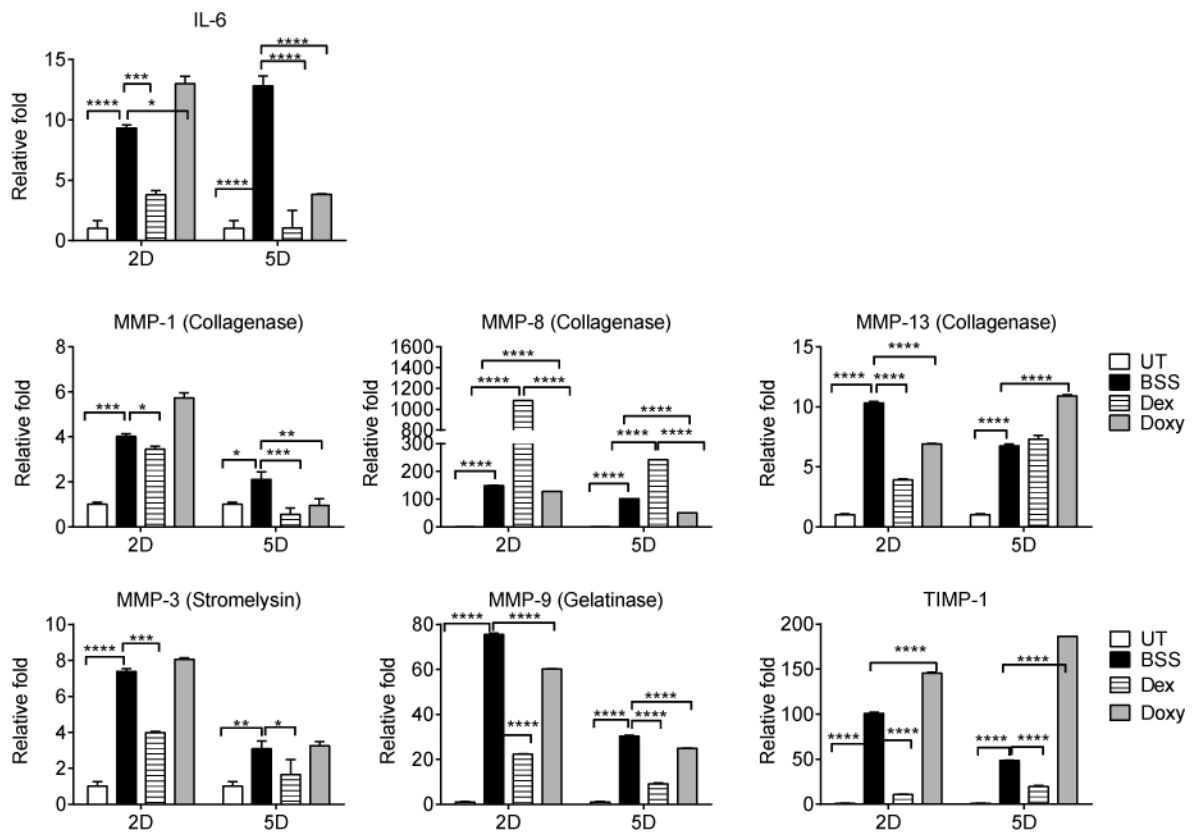 IL-6
Relative fold
15
10
5
0
**** *** *
**** **** ****
2D 5D
MMP-1 (Collagenase)
Relative fold
8
6
4
2
0
*** *
* *** **
2D 5D
MMP-8 (Collagenase)
Relative fold
1600
1400
1200
1000
300
200
100
0
****
**** ****
****
****
**** ****
****
2D 5D
MMP-13 (Collagenase)
Relative fold
15
10
5
0
****
**** ****
****
****
2D 5D
UT
BSS
Dex
Doxy
MMP-3 (Stromelysin)
Relative fold
10
8
6
4
2
0
**** ***
** *
2D 5D
MMP-9 (Gelatinase)
Relative fold
80
60
40
20
0
**** ****
****
****
**** ****
2D 5D
TIMP-1
Relative fold
200
150
100
50
0
****
**** ****
****
**** ****
2D 5D
UT
BSS
Dex
Doxy